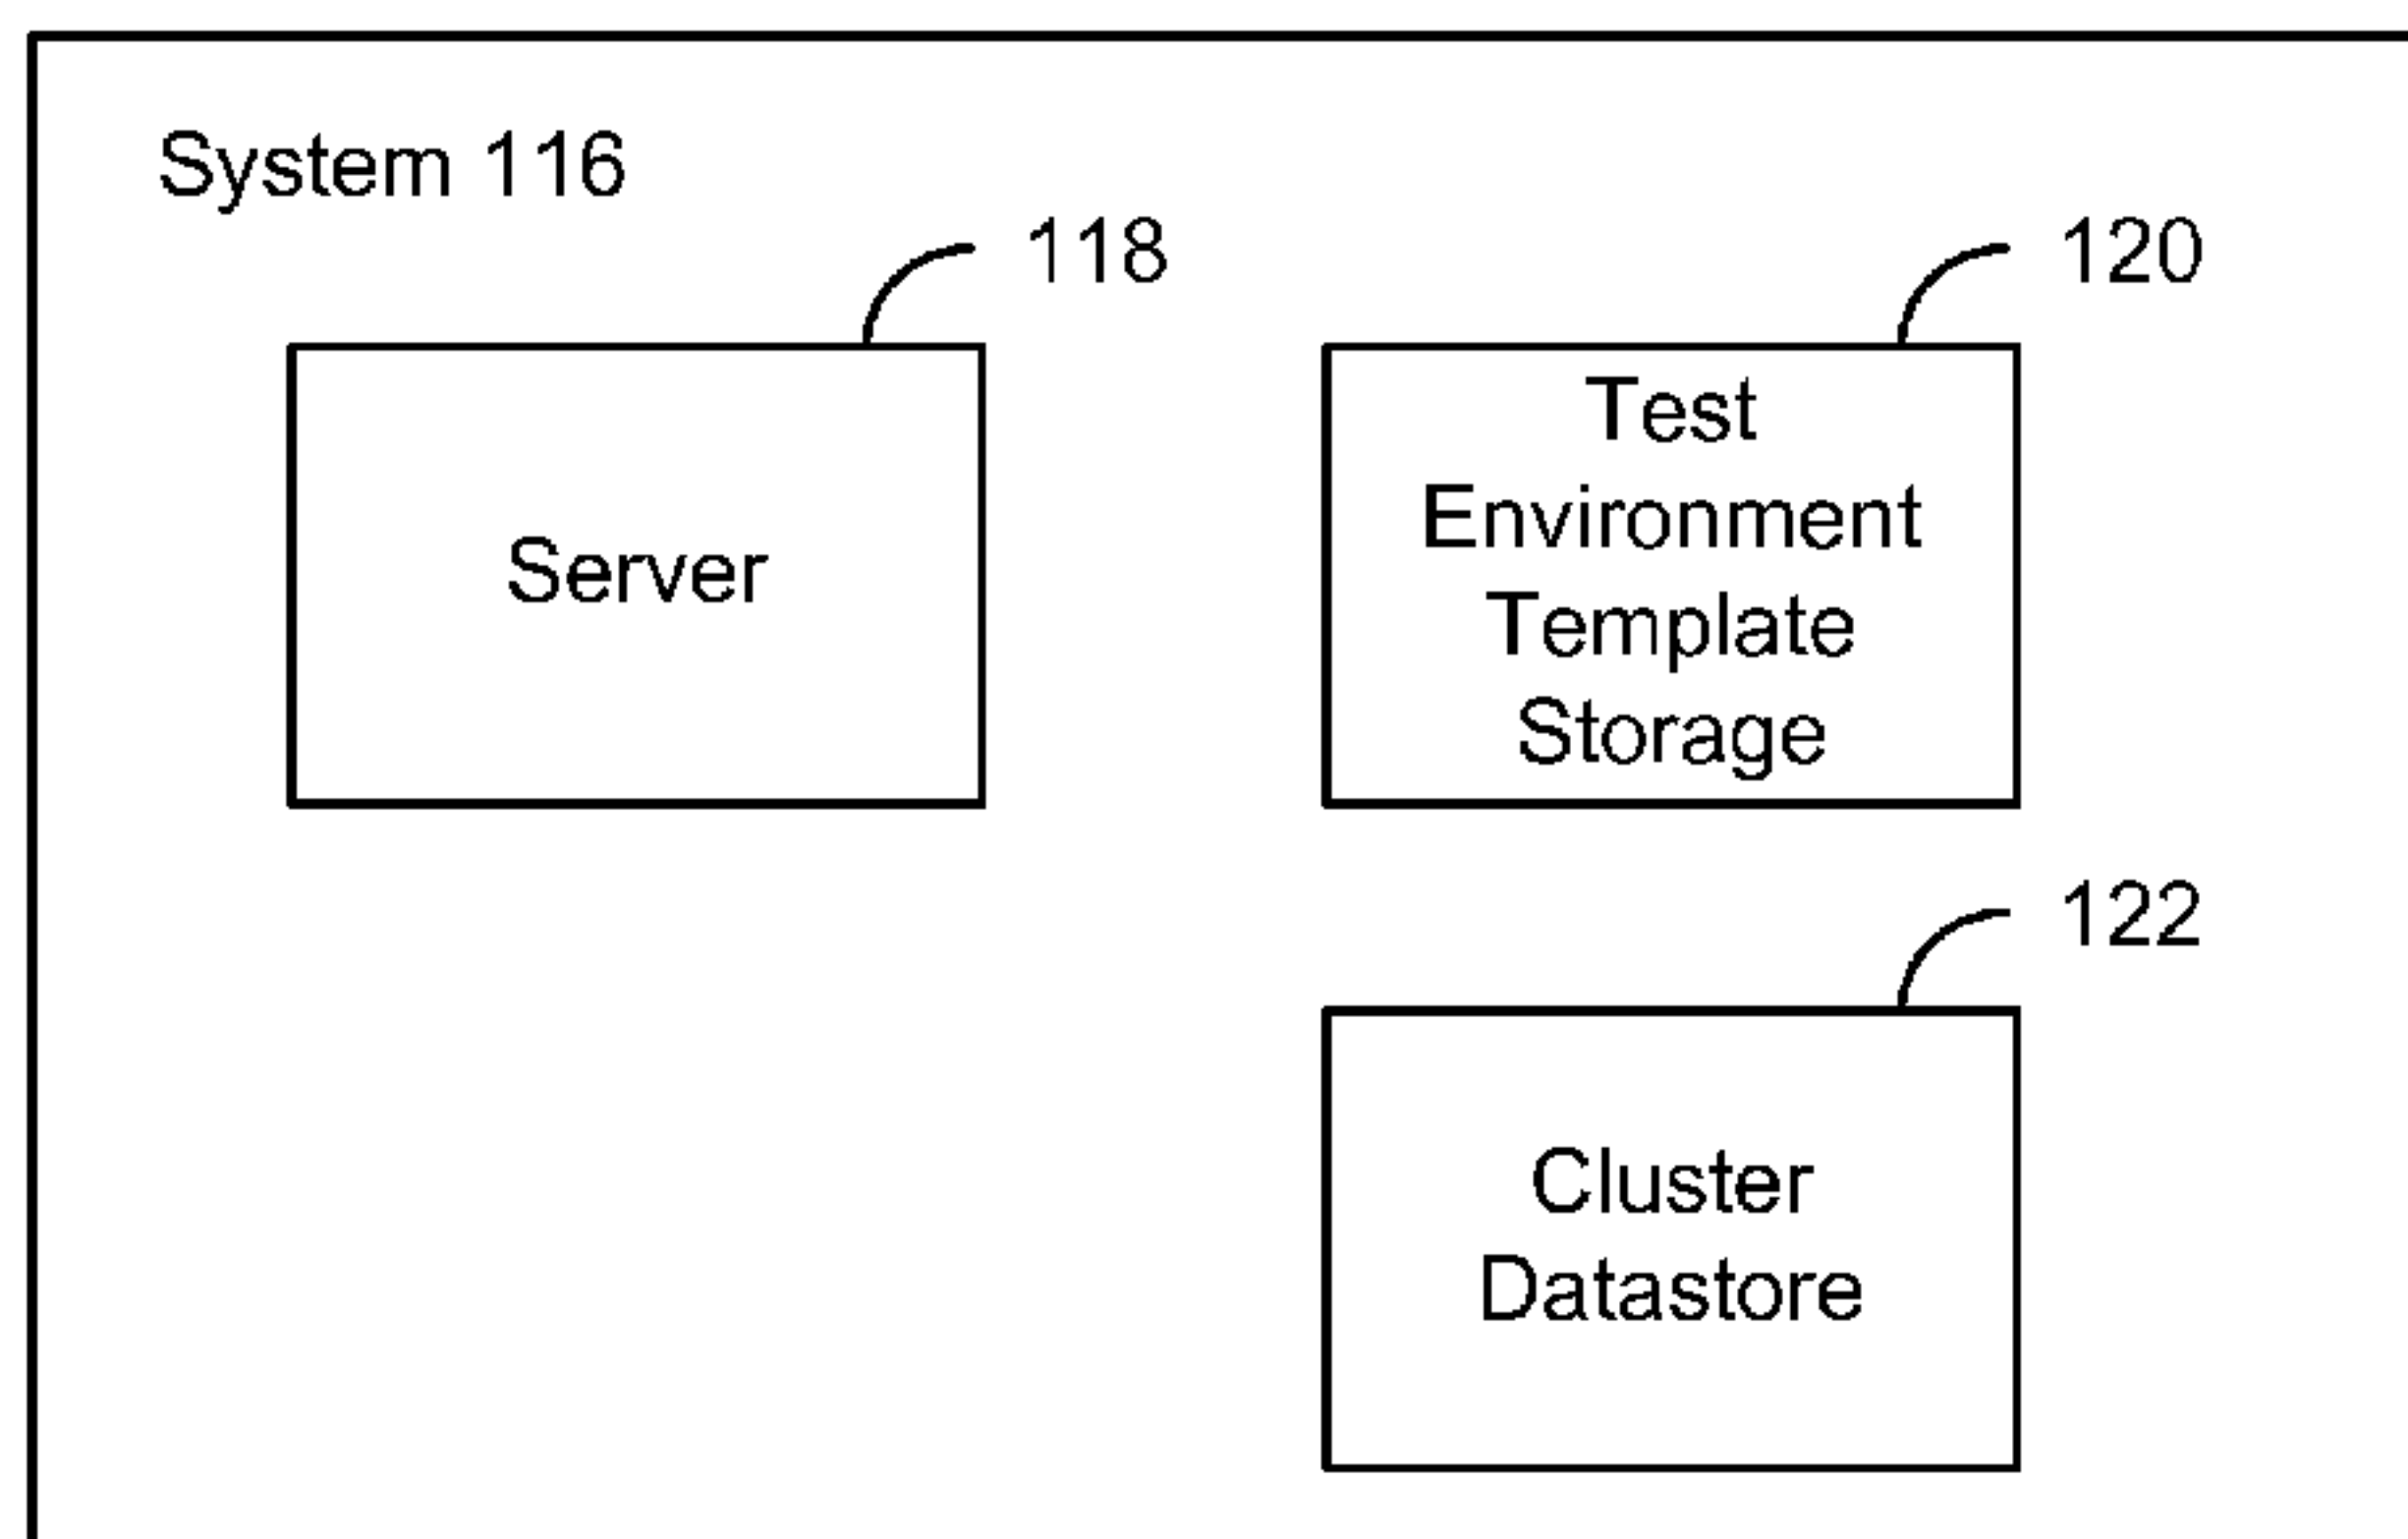 System 116
118
120
Server
Test
Environment
Template
Storage
122
Cluster
Datastore